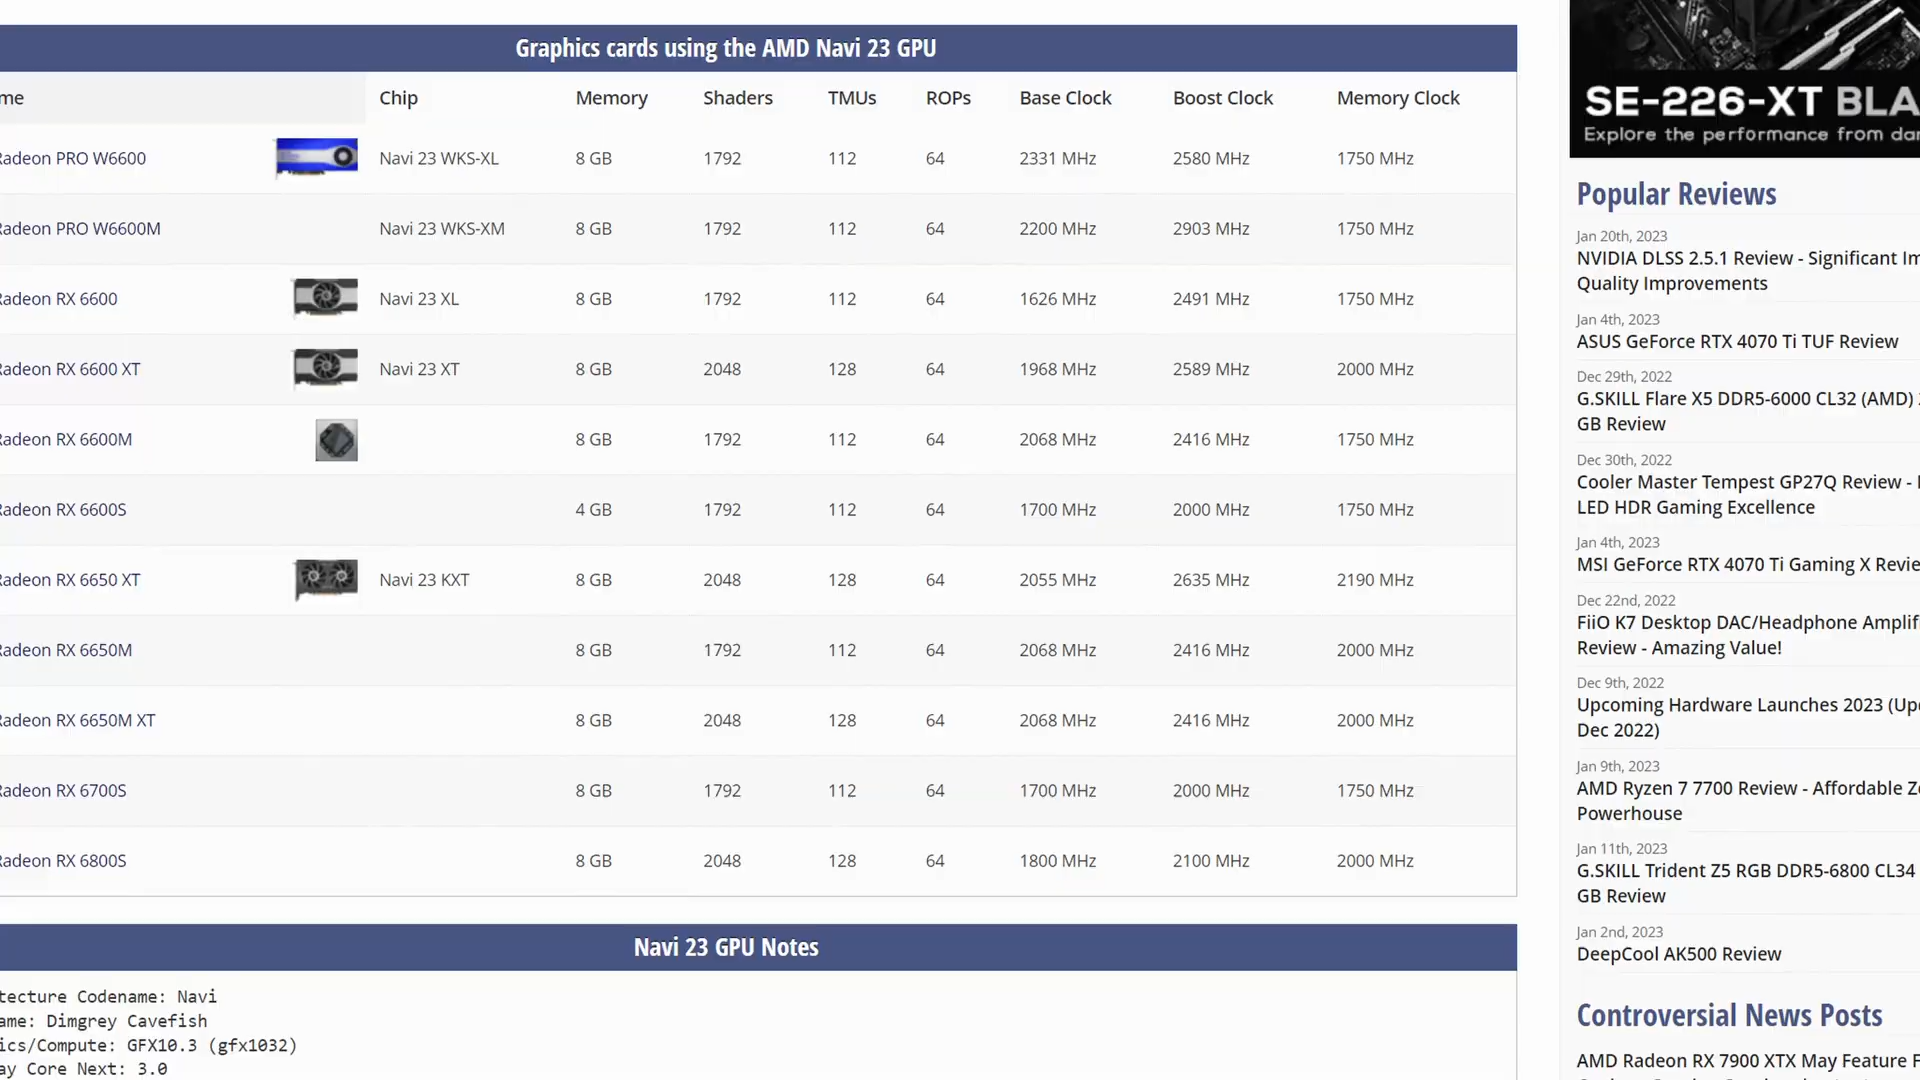 Graphics cards using the AMD Navi 23 GPU
me Chip Memory Shaders TMUs ROPs Base Clock Boost Clock Memory Clock
Radeon PRO W6600 Navi 23 WKS-XL 8 GB 1792 112 64 2331 MHz 2580 MHz 1750 MHz
Radeon PRO W6600M Navi 23 WKS-XM 8 GB 1792 112 64 2200 MHz 2903 MHz 1750 MHz
Radeon RX 6600 Navi 23 XL 8 GB 1792 112 64 1626 MHz 2491 MHz 1750 MHz
Radeon RX 6600 XT Navi 23 XT 8 GB 2048 128 64 1968 MHz 2589 MHz 2000 MHz
Radeon RX 6600M 8 GB 1792 112 64 2068 MHz 2416 MHz 1750 MHz
Radeon RX 6600S 4 GB 1792 112 64 1700 MHz 2000 MHz 1750 MHz
Radeon RX 6650 XT Navi 23 KXT 8 GB 2048 128 64 2055 MHz 2635 MHz 2190 MHz
Radeon RX 6650M 8 GB 1792 112 64 2068 MHz 2416 MHz 2000 MHz
Radeon RX 6650M XT 8 GB 2048 128 64 2068 MHz 2416 MHz 2000 MHz
Radeon RX 6700S 8 GB 1792 112 64 1700 MHz 2000 MHz 1750 MHz
Radeon RX 6800S 8 GB 2048 128 64 1800 MHz 2100 MHz 2000 MHz
Navi 23 GPU Notes
tecture Codename: Navi
ame: Dimgrey Cavefish
ics/Compute: GFX10.3 (gfx1032)
ay Core Next: 3.0
SE-226-XT BLA
Explore the performance from dar
Popular Reviews
Jan 20th, 2023
NVIDIA DLSS 2.5.1 Review - Significant Im
Quality Improvements
Jan 4th, 2023
ASUS GeForce RTX 4070 Ti TUF Review
Dec 29th, 2022
G.SKILL Flare X5 DDR5-6000 CL32 (AMD)
GB Review
Dec 30th, 2022
Cooler Master Tempest GP27Q Review -
LED HDR Gaming Excellence
Jan 4th, 2023
MSI GeForce RTX 4070 Ti Gaming X Revie
Dec 22nd, 2022
FiiO K7 Desktop DAC/Headphone Amplifi
Review - Amazing Value!
Dec 9th, 2022
Upcoming Hardware Launches 2023 (Upd
Dec 2022)
Jan 9th, 2023
AMD Ryzen 7 7700 Review - Affordable Ze
Powerhouse
Jan 11th, 2023
G.SKILL Trident Z5 RGB DDR5-6800 CL34
GB Review
Jan 2nd, 2023
DeepCool AK500 Review
Controversial News Posts
AMD Radeon RX 7900 XTX May Feature F